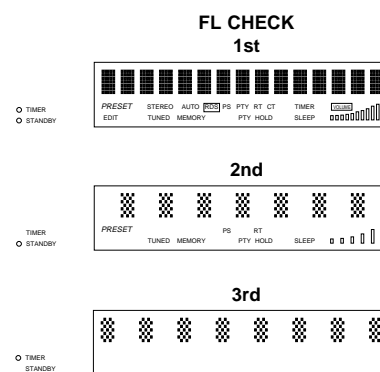 FL CHECK
1st
PRESET STEREO AUTO RDS PS PTY RT CT TIMER VOLUME
TIMER
EDIT TUNED MEMORY PTY HOLD SLEEP
STANDBY
2nd
PRESET PS RT
TIMER
TUNED MEMORY PTY HOLD SLEEP
STANDBY
3rd
TIMER
STANDBY